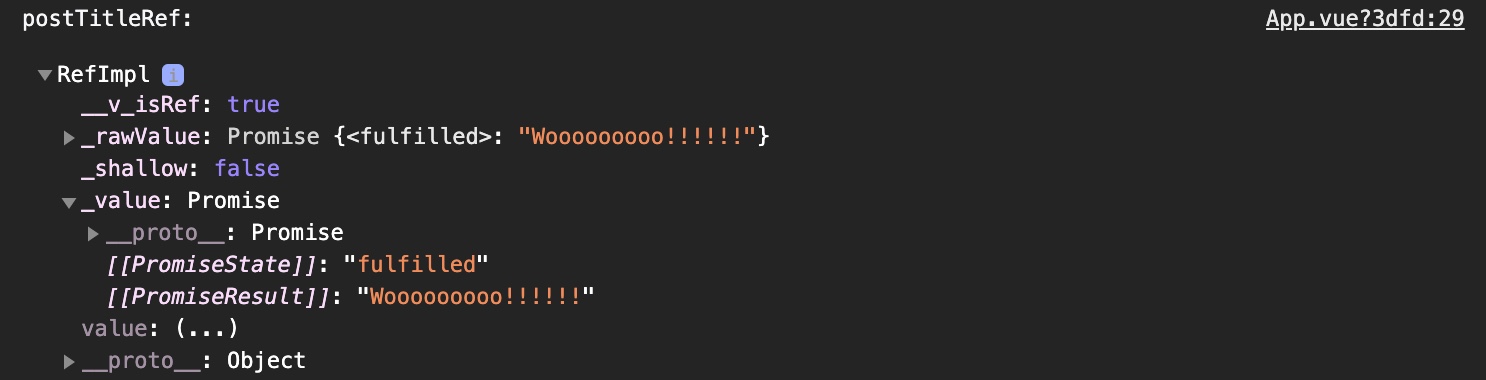 postTitleRef: App.vue?3dfd:29
▼RefImpl i
__v_isRef: true
▶_rawValue: Promise {<fulfilled>: "Wooooooooo!!!!!!"}
_shallow: false
▼_value: Promise
▶__proto__: Promise
[[PromiseState]]: "fulfilled"
[[PromiseResult]]: "Wooooooooo!!!!!!"
value: (...)
▶__proto__: Object